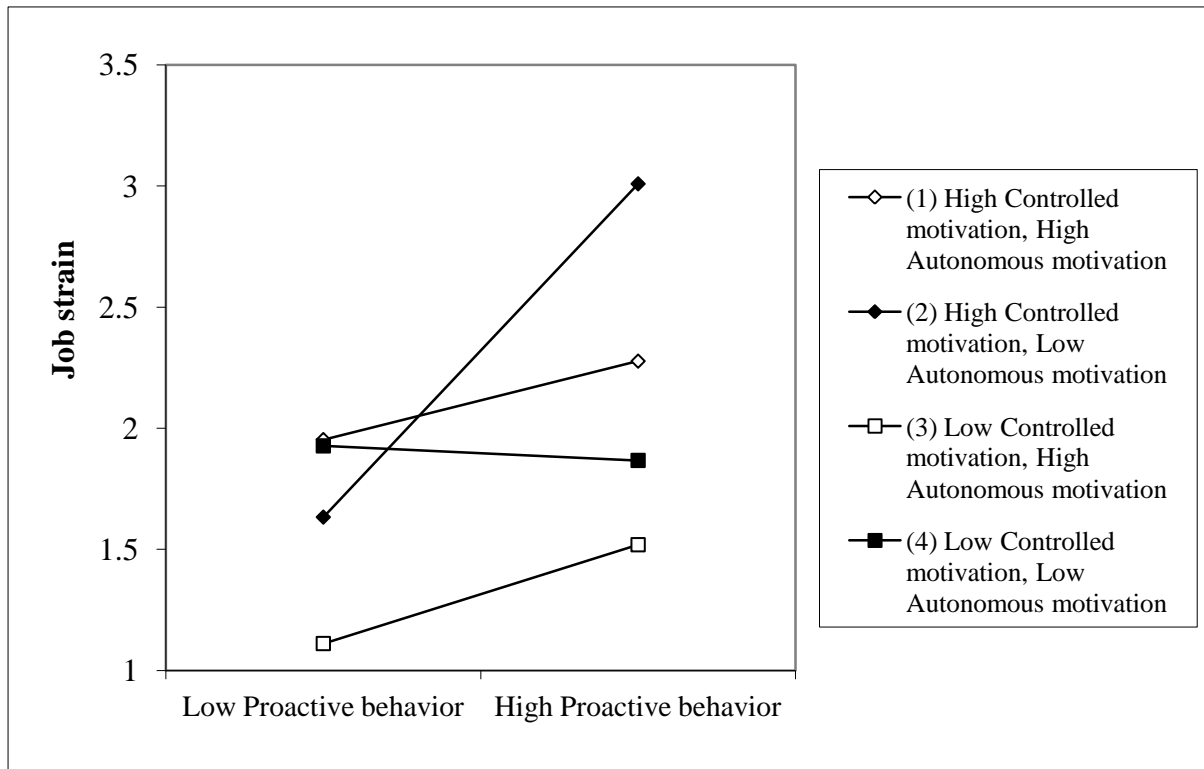 3.5
3
2.5
2
1.5
1
Job strain
Low Proactive behavior
High Proactive behavior
(1) High Controlled
motivation, High
Autonomous motivation
(2) High Controlled
motivation, Low
Autonomous motivation
(3) Low Controlled
motivation, High
Autonomous motivation
(4) Low Controlled
motivation, Low
Autonomous motivation